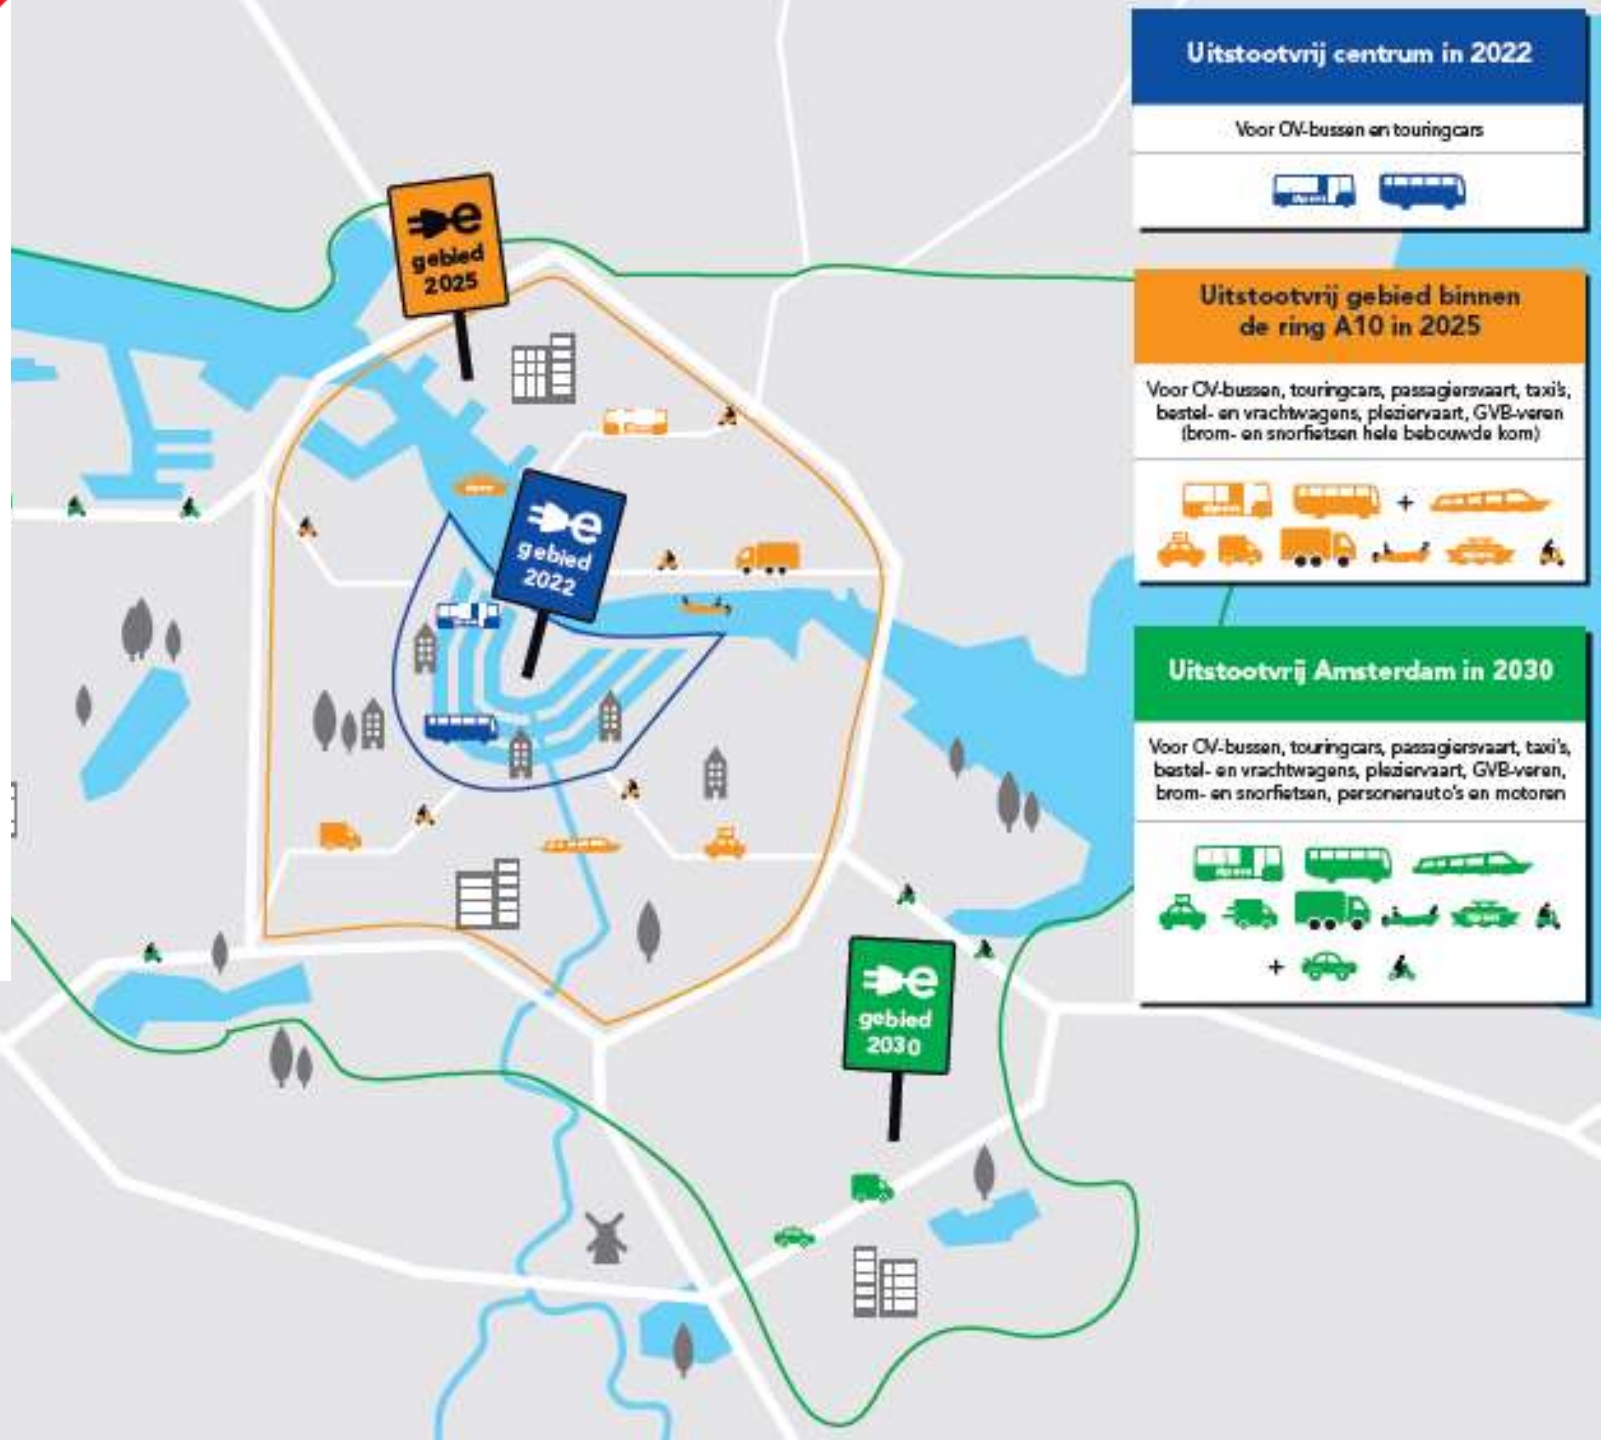 Uitstootvrij centrum in 2022
Voor OV-bussen en touringcars
Uitstootvrij gebied binnen
de ring A10 in 2025
Voor OV-bussen, touringcars, passagiersvaart, taxi's,
bestel- en vrachtwagens, pleziervaart, GVB-veren
(brom- en snorfietsen hele bebouwde kom)
+
Uitstootvrij Amsterdam in 2030
Voor OV-bussen, touringcars, passagiersvaart, taxi's,
bestel- en vrachtwagens, pleziervaart, GVB-veren,
brom- en snorfietsen, personenauto's en motoren
+
e
gebied
2025
e
gebied
2022
e
gebied
2030